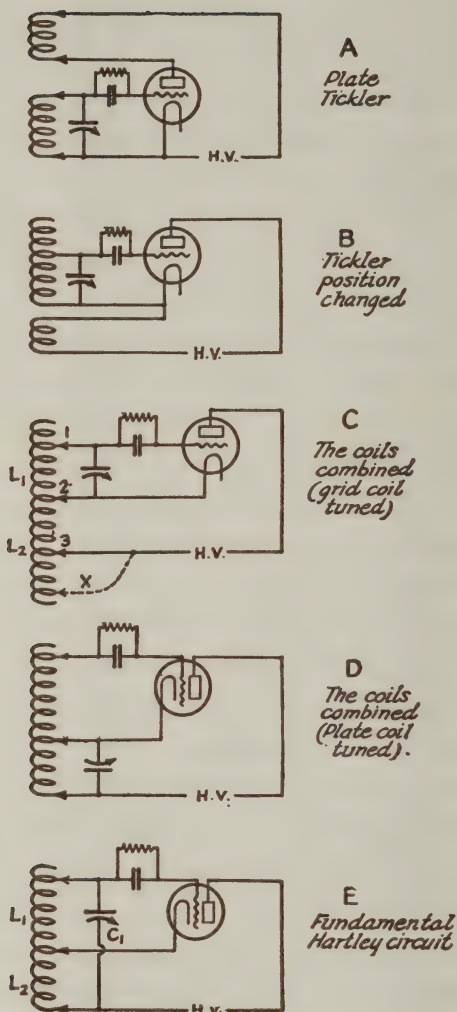 A
Plate
Tickler
H.V.
B
Tickler
position
changed
H.V.
C
The coils
combined
(grid coil
tuned)
1
L1
2
L2
3
H.V.
X
D
The coils
combined
(Plate coil
tuned).
H.V.
E
Fundamental
Hartley circuit
L1
C1
L2
H.V.